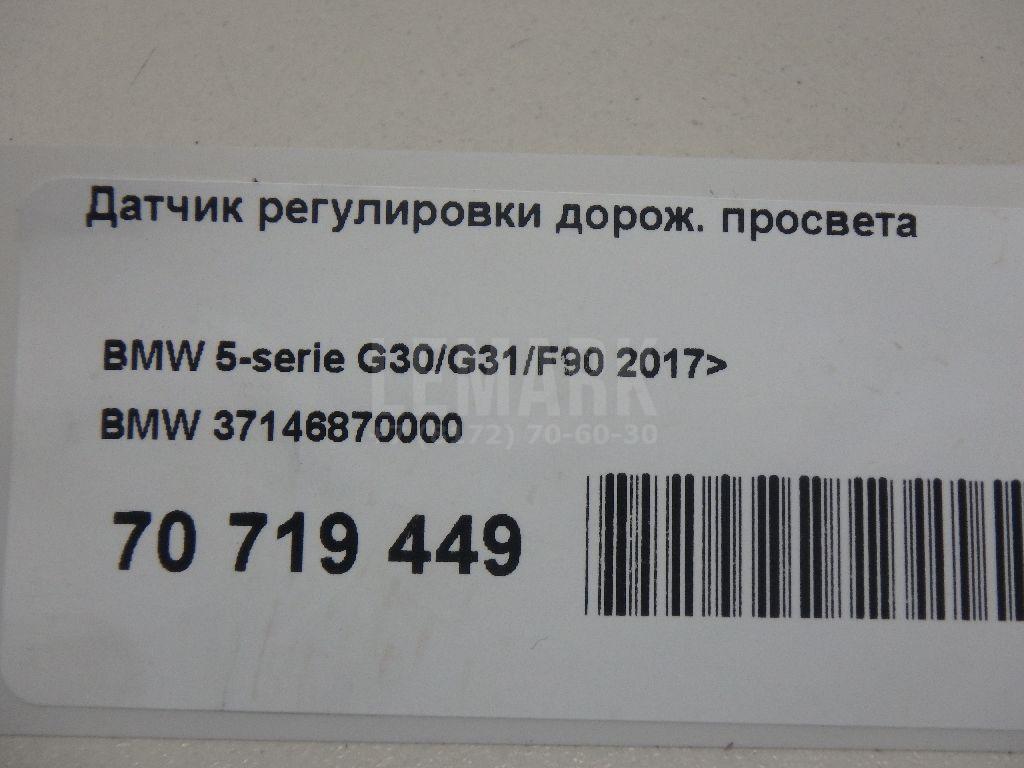 Датчик регулировки дорож. просвета
BMW 5-serie G30/G31/F90 2017>
LEMARK
BMW 37146870000
72) 70-60-30
70 719 449